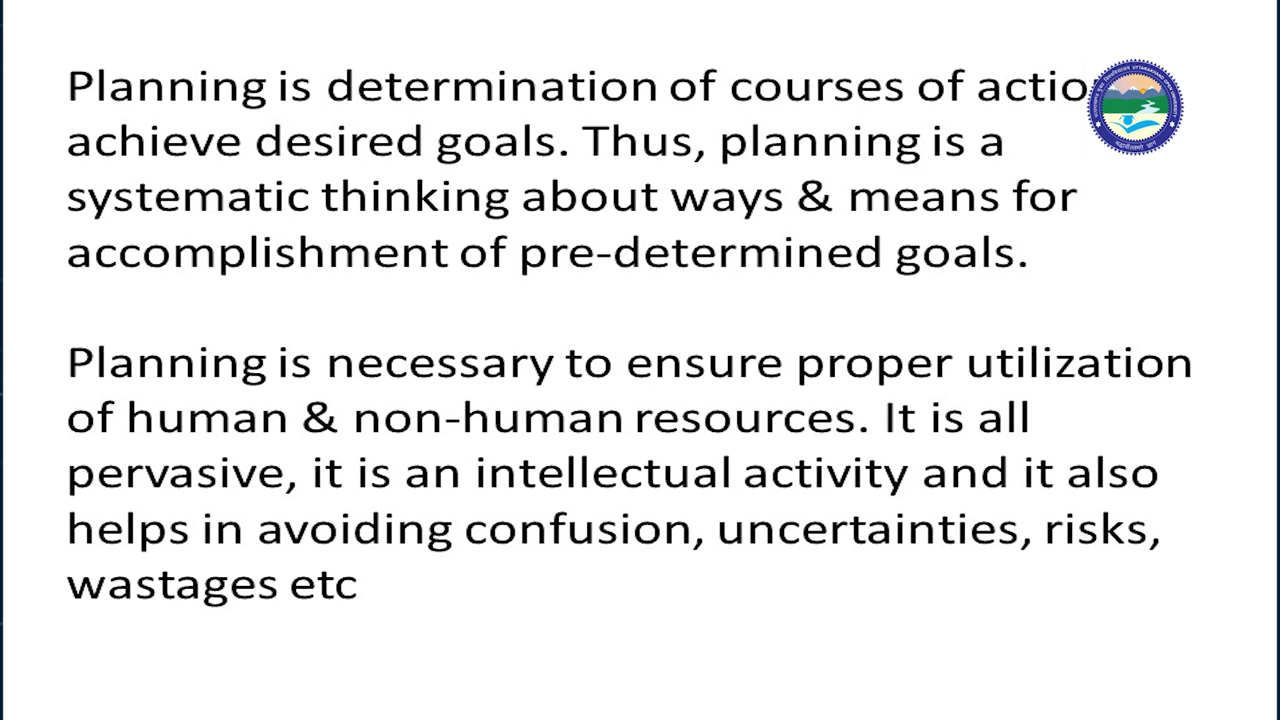 Planning is determination of courses of actio
achieve desired goals. Thus, planning is a
systematic thinking about ways & means for
accomplishment of pre-determined goals.
Planning is necessary to ensure proper utilization
of human & non-human resources. It is all
pervasive, it is an intellectual activity and it also
helps in avoiding confusion, uncertainties, risks,
wastages etc